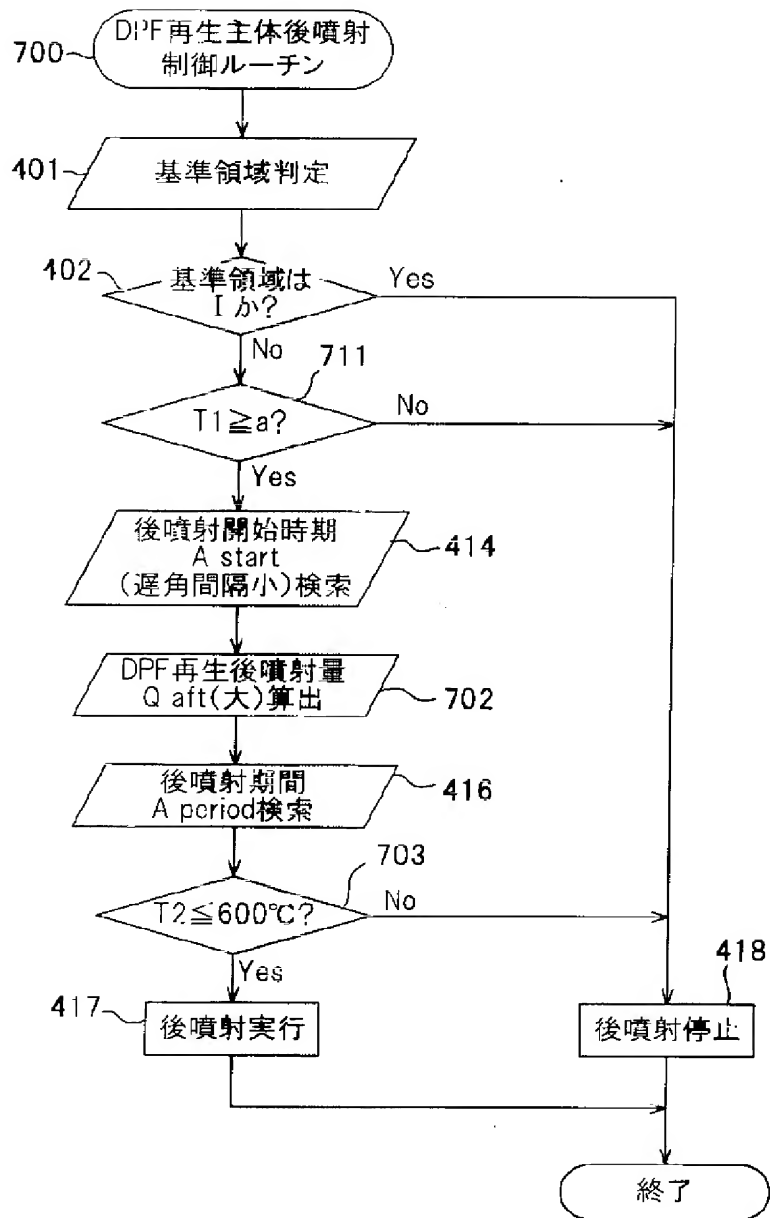 DPF再生主体後噴射
制御ルーチン
700
401
基準領域判定
402
基準領域は
I か?
Yes
No
711
T1≧a?
No
Yes
後噴射開始時期
A start
(遅角間隔小)検索
414
DPF再生後噴射量
Q aft(大)算出
702
後噴射期間
A period検索
416
703
T2≦600℃?
No
Yes
417
後噴射実行
418
後噴射停止
終了